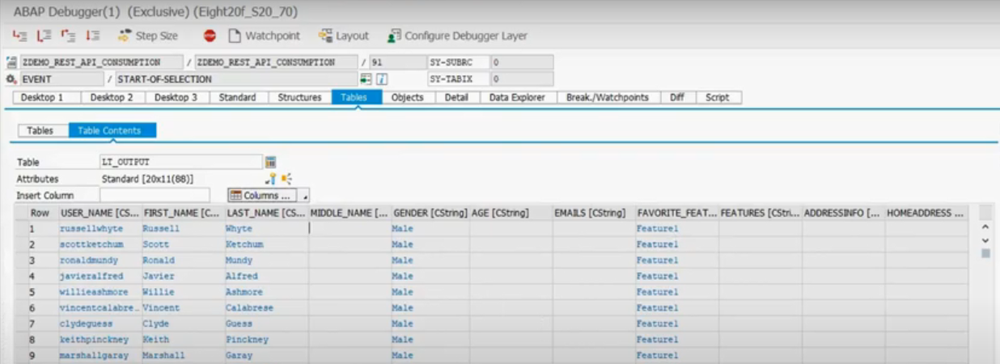 ABAP Debugger(1) (Exclusive) (Eight20f_S20_70)
Step Size Watchpoint Layout Configure Debugger Layer
ZDEMO_REST_API_CONSUMPTION / ZDEMO_REST_API_CONSUMPTION / 91 SY-SUBRC 0
EVENT / START-OF-SELECTION SY-TABIX 0
Desktop 1 Desktop 2 Desktop 3 Standard Structures Tables Objects Detail Data Explorer Break./Watchpoints Diff Script
Tables Table Contents
Table LT_OUTPUT
Attributes Standard [20x11(88)]
Insert Column Columns ...
Row USER_NAME [CS... FIRST_NAME [C... LAST_NAME [CS... MIDDLE_NAME [... GENDER [CString] AGE [CString] EMAILS [CString] FAVORITE_FEAT... FEATURES [CStri... ADDRESSINFO [... HOMEADDRESS ...
1 russellwhyte Russell Whyte Male Feature1
2 scottketchum Scott Ketchum Male Feature1
3 ronaldmundy Ronald Mundy Male Feature1
4 javieralfred Javier Alfred Male Feature1
5 willieashmore Willie Ashmore Male Feature1
6 vincentcalabre… Vincent Calabrese Male Feature1
7 clydeguess Clyde Guess Male Feature1
8 keithpinckney Keith Pinckney Male Feature1
9 marshallgaray Marshall Garay Male Feature1